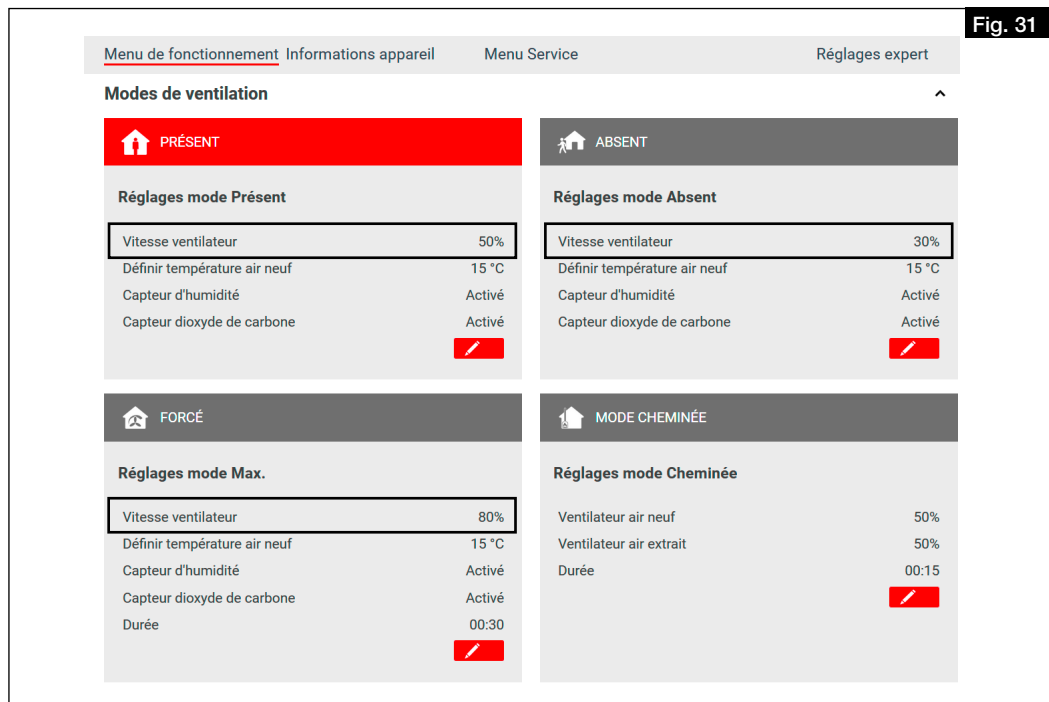 Fig. 31
Menu de fonctionnement Informations appareil Menu Service Réglages expert
Modes de ventilation
PRÉSENT
Réglages mode Présent
Vitesse ventilateur 50%
Définir température air neuf 15 °C
Capteur d'humidité Activé
Capteur dioxyde de carbone Activé
ABSENT
Réglages mode Absent
Vitesse ventilateur 30%
Définir température air neuf 15 °C
Capteur d'humidité Activé
Capteur dioxyde de carbone Activé
FORCÉ
Réglages mode Max.
Vitesse ventilateur 80%
Définir température air neuf 15 °C
Capteur d'humidité Activé
Capteur dioxyde de carbone Activé
Durée 00:30
MODE CHEMINÉE
Réglages mode Cheminée
Ventilateur air neuf 50%
Ventilateur air extrait 50%
Durée 00:15